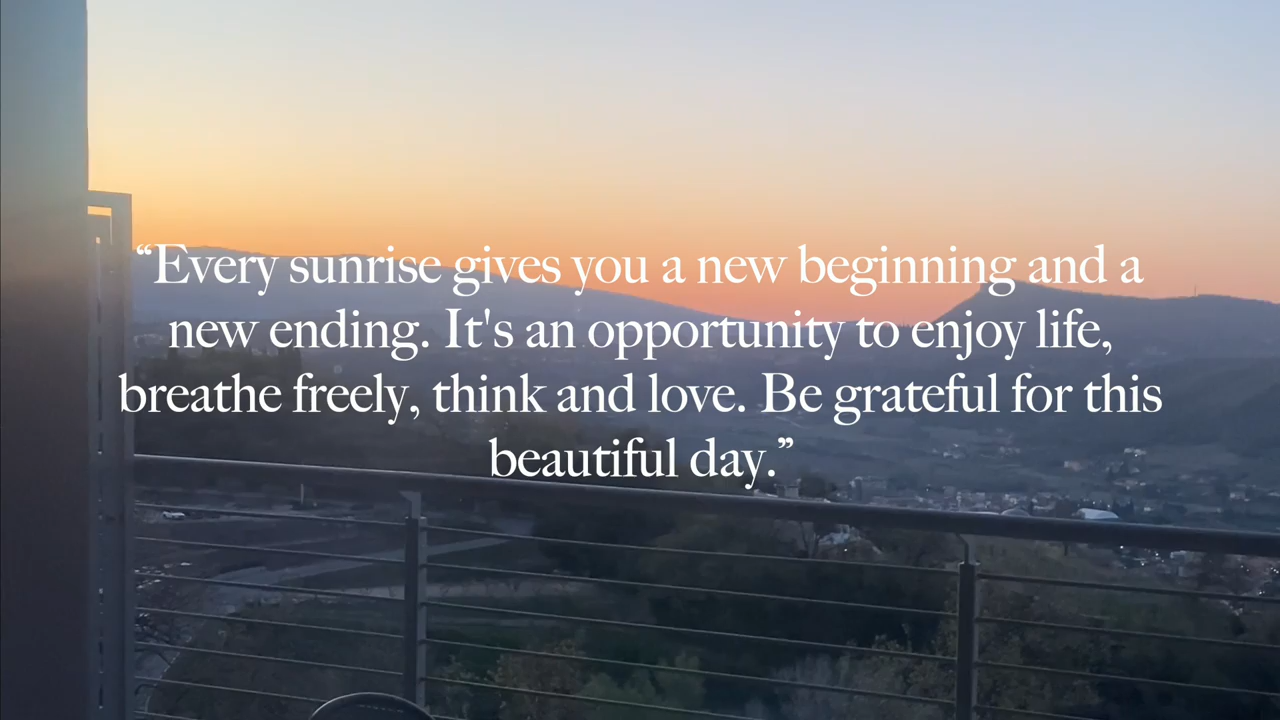 “Every sunrise gives you a new beginning and a
new ending. It's an opportunity to enjoy life,
breathe freely, think and love. Be grateful for this
beautiful day.”